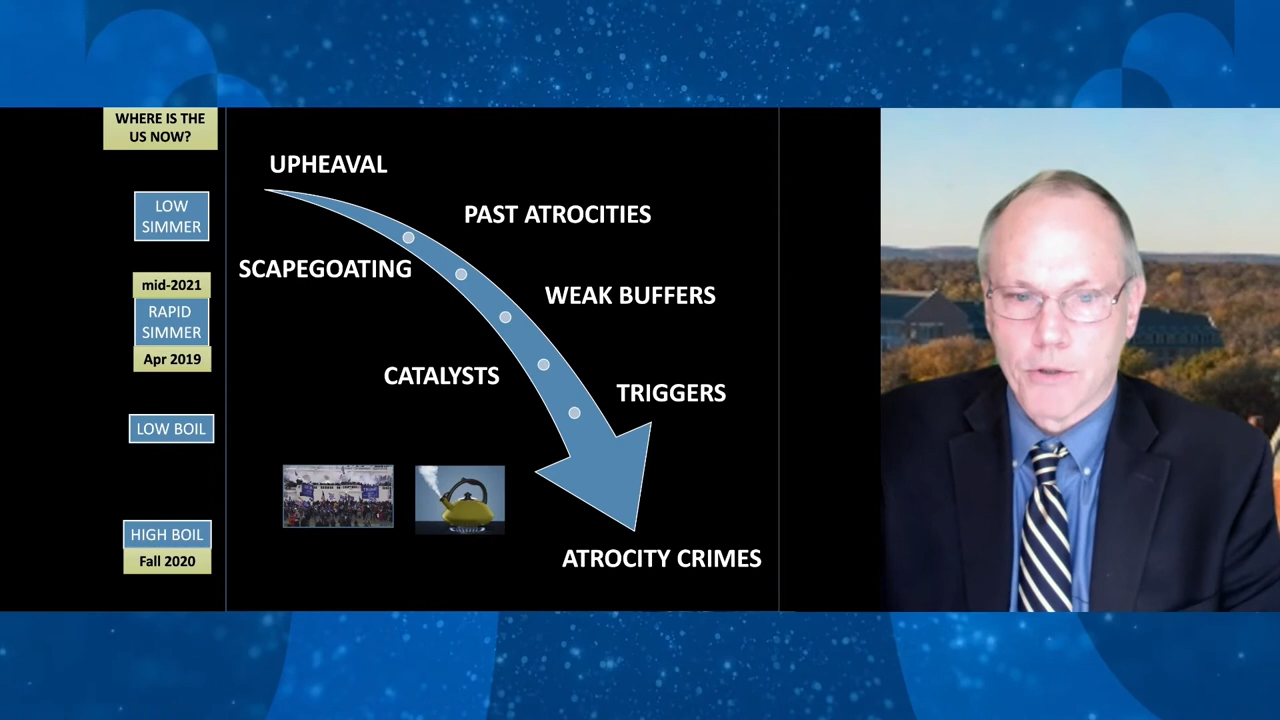 WHERE IS THE
US NOW?
LOW
SIMMER
mid-2021
RAPID
SIMMER
Apr 2019
LOW BOIL
HIGH BOIL
Fall 2020
UPHEAVAL
PAST ATROCITIES
SCAPEGOATING
WEAK BUFFERS
CATALYSTS
TRIGGERS
ATROCITY CRIMES